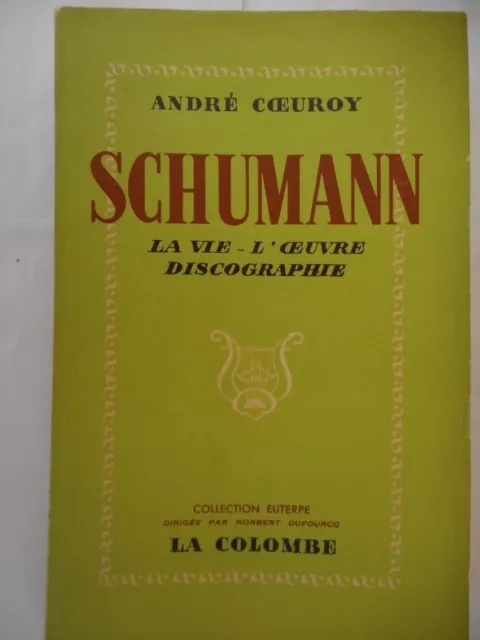 ANDRÉ CŒUROY
SCHUMANN
LA VIE - L'ŒUVRE
DISCOGRAPHIE
COLLECTION EUTERPE
DIRIGÉE PAR NORBERT DUFOURCQ
LA COLOMBE